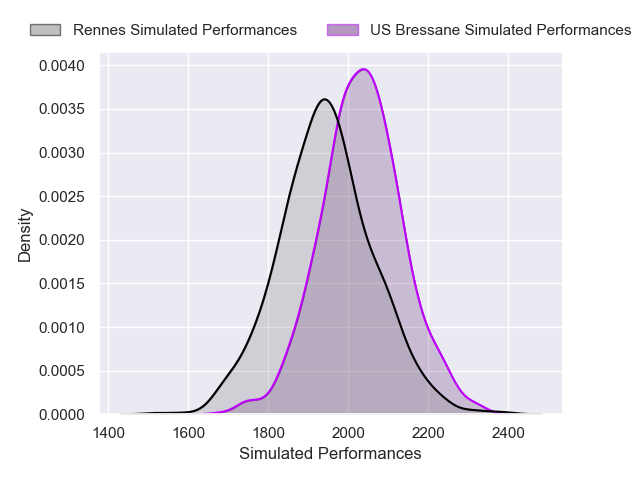 Rennes Simulated Performances
US Bressane Simulated Performances
0.0040
0.0035
0.0030
0.0025
0.0020
0.0015
0.0010
0.0005
0.0000
Density
1400 1600 1800 2000 2200 2400
Simulated Performances